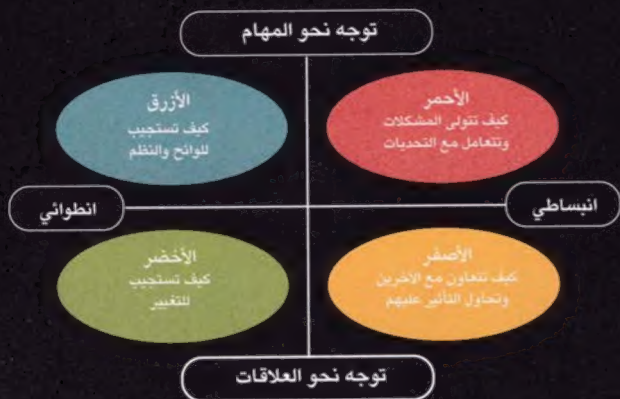 توجه نحو المهام
الأحمر
كيف تتولى المشكلات
وتتعامل مع التحديات
الأزرق
كيف تستجيب
للوائح والنظم
انبساطي
انطوائي
الأصفر
كيف تتعاون مع الآخرين
وتحاول التأثير عليهم
الأخضر
كيف تستجيب
للتغيير
توجه نحو العلاقات